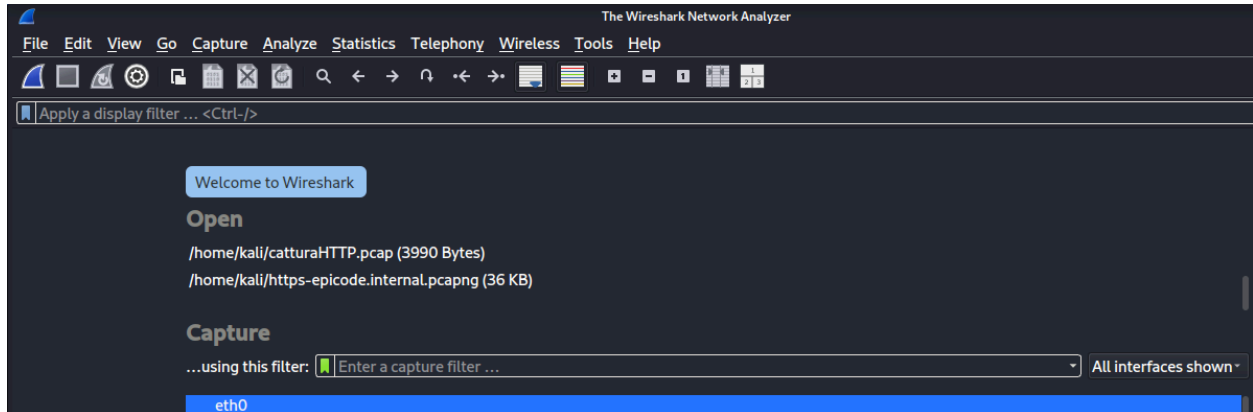 The Wireshark Network Analyzer
File Edit View Go Capture Analyze Statistics Telephony Wireless Tools Help
Apply a display filter ... <Ctrl-/>
Welcome to Wireshark
Open
/home/kali/catturaHTTP.pcap (3990 Bytes)
/home/kali/https-epicode.internal.pcapng (36 KB)
Capture
...using this filter: Enter a capture filter ... All interfaces shown
eth0